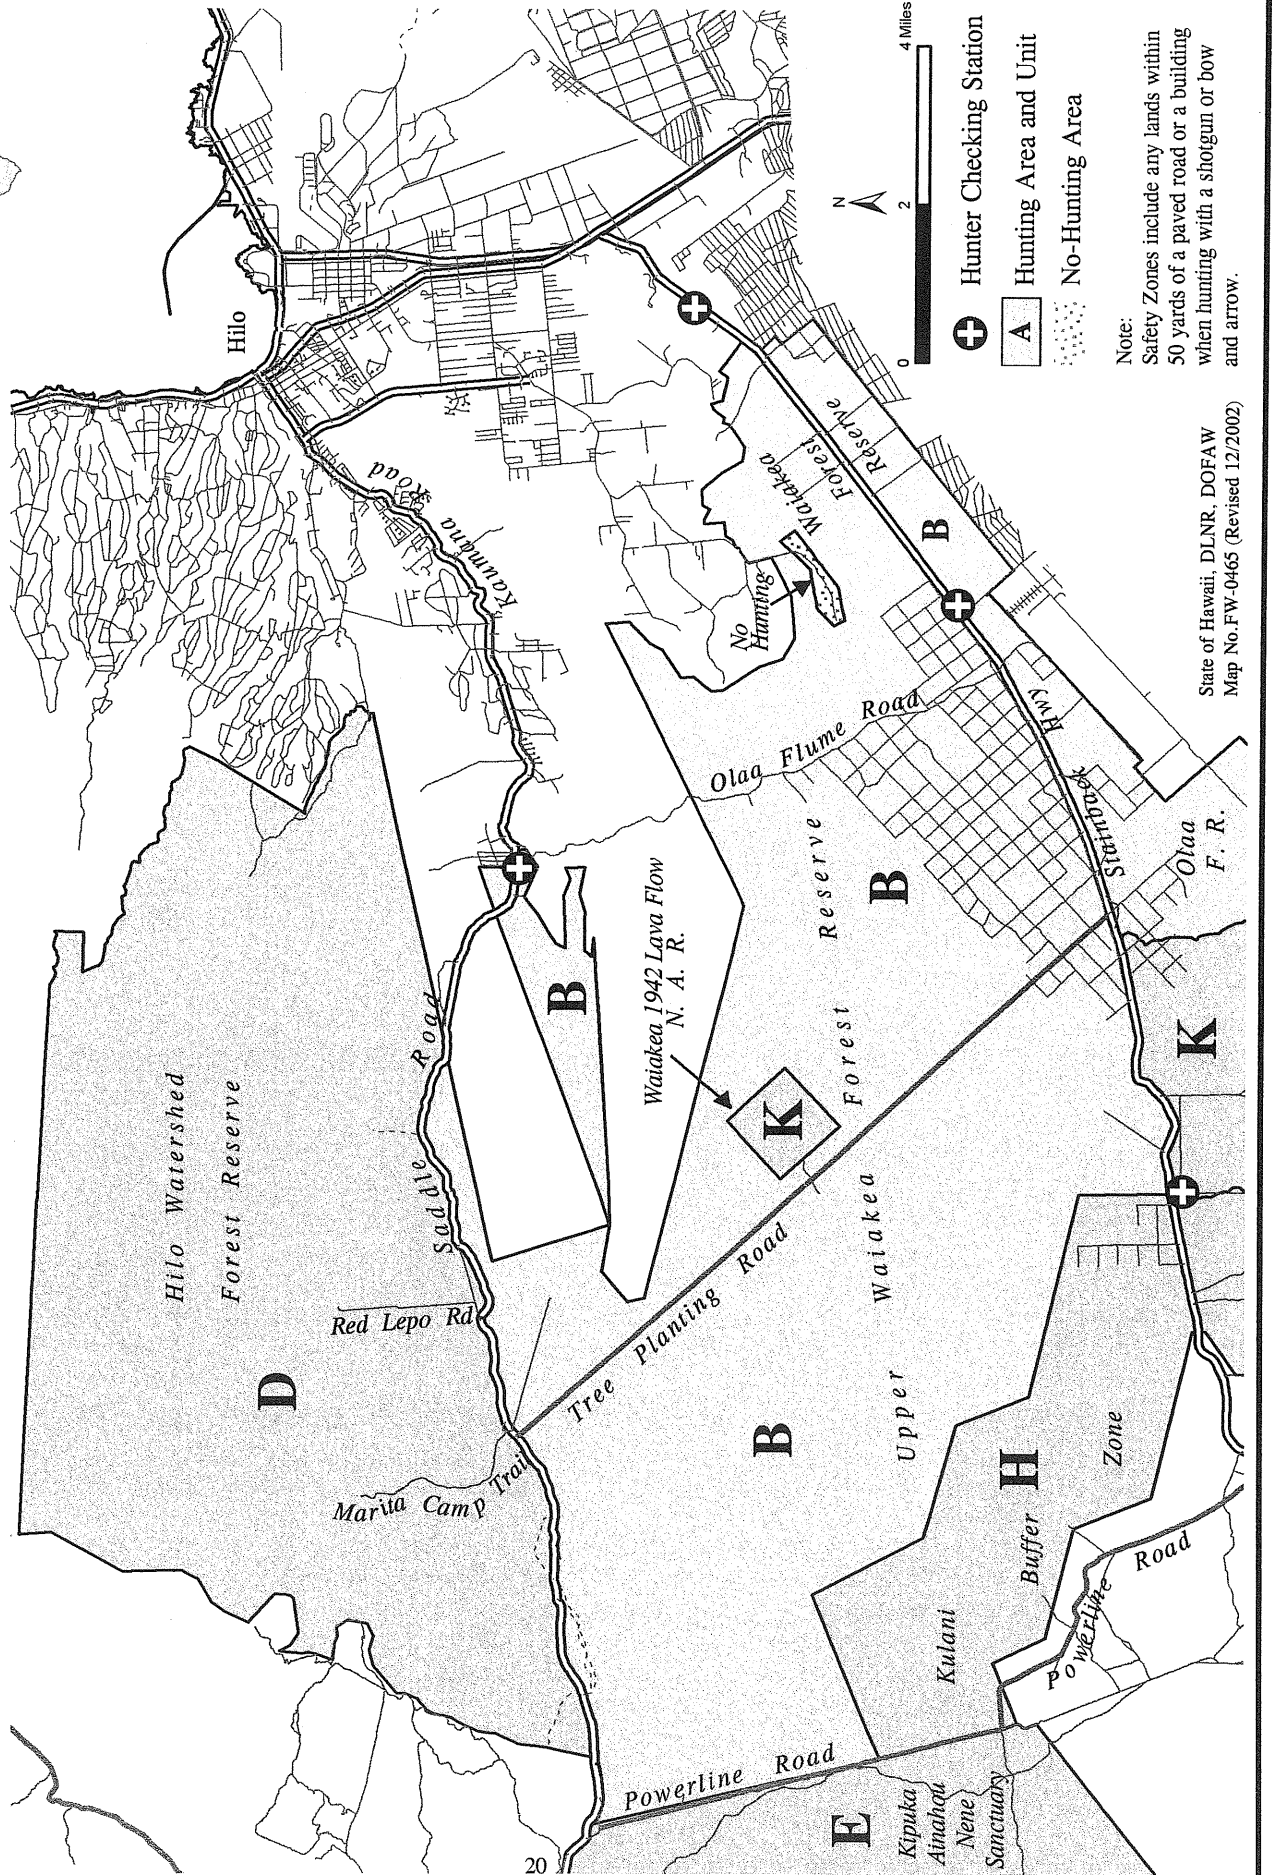 Hilo
Kaumana Road
Hilo Watershed
Forest Reserve
D
Red Lepo Rd
Marita Camp Trail
Saddle Road
B
Waiakea 1942 Lava Flow
N. A. R.
K
Tree Planting Road
Upper Waiakea Forest Reserve
B
B
Olaa Flume Road
No
Hunting
Waiakea
Forest
Reserve
B
Stainback Hwy
Olaa
F. R.
K
Kulani Buffer Zone
H
Powerline Road
Powerline Road
E
Kipuka
Ainahou
Nene
Sanctuary
20
N
0 2 4 Miles
Hunter Checking Station
A Hunting Area and Unit
No-Hunting Area
Note:
Safety Zones include any lands within
50 yards of a paved road or a building
when hunting with a shotgun or bow
and arrow.
State of Hawaii, DLNR, DOFAW
Map No.FW-0465 (Revised 12/2002)